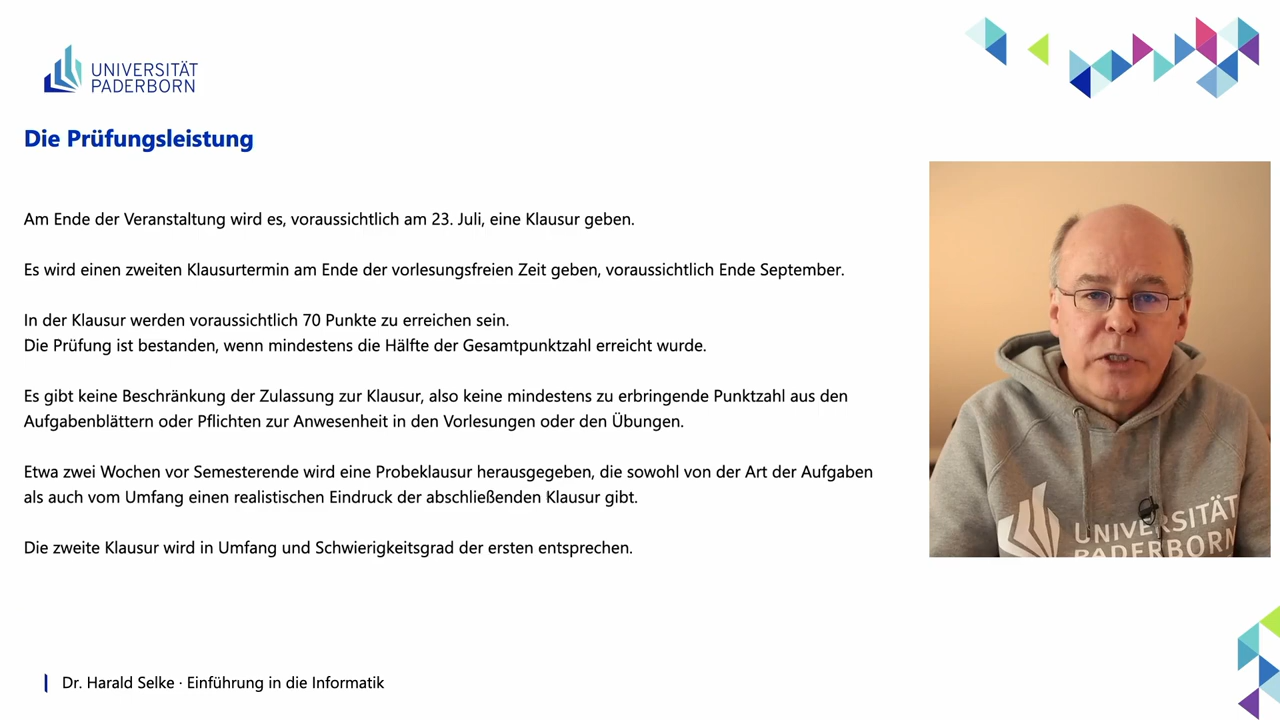 UNIVERSITÄT
PADERBORN
Die Prüfungsleistung
Am Ende der Veranstaltung wird es, voraussichtlich am 23. Juli, eine Klausur geben.
Es wird einen zweiten Klausurtermin am Ende der vorlesungsfreien Zeit geben, voraussichtlich Ende September.
In der Klausur werden voraussichtlich 70 Punkte zu erreichen sein.
Die Prüfung ist bestanden, wenn mindestens die Hälfte der Gesamtpunktzahl erreicht wurde.
Es gibt keine Beschränkung der Zulassung zur Klausur, also keine mindestens zu erbringende Punktzahl aus den
Aufgabenblättern oder Pflichten zur Anwesenheit in den Vorlesungen oder den Übungen.
Etwa zwei Wochen vor Semesterende wird eine Probeklausur herausgegeben, die sowohl von der Art der Aufgaben
als auch vom Umfang einen realistischen Eindruck der abschließenden Klausur gibt.
Die zweite Klausur wird in Umfang und Schwierigkeitsgrad der ersten entsprechen.
UNIVERSITÄT
PADERBORN
Dr. Harald Selke · Einführung in die Informatik